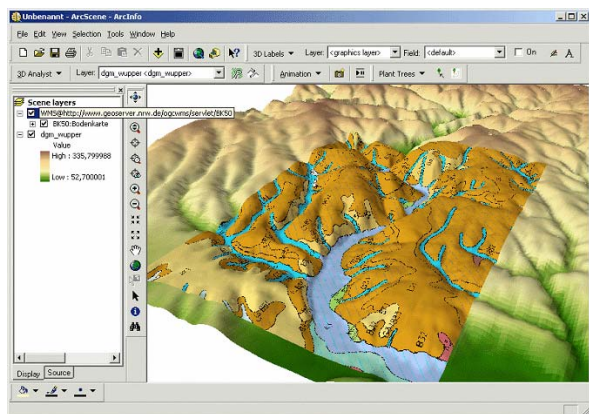 Unbenannt - ArcScene - ArcInfo
File Edit View Selection Tools Window Help
3D Labels Layer: <graphics layer> Field: <default> On A
3D Analyst Layer: dgm_wupper <dgm_wupper> Animation Plant Trees
Scene layers
WMS@http://www.geoserver.nrw.de/ogcwms/servlet/BK50
BK50:Bodenkarte
dgm_wupper
Value
High : 335,799988
Low : 52,700001
Display Source